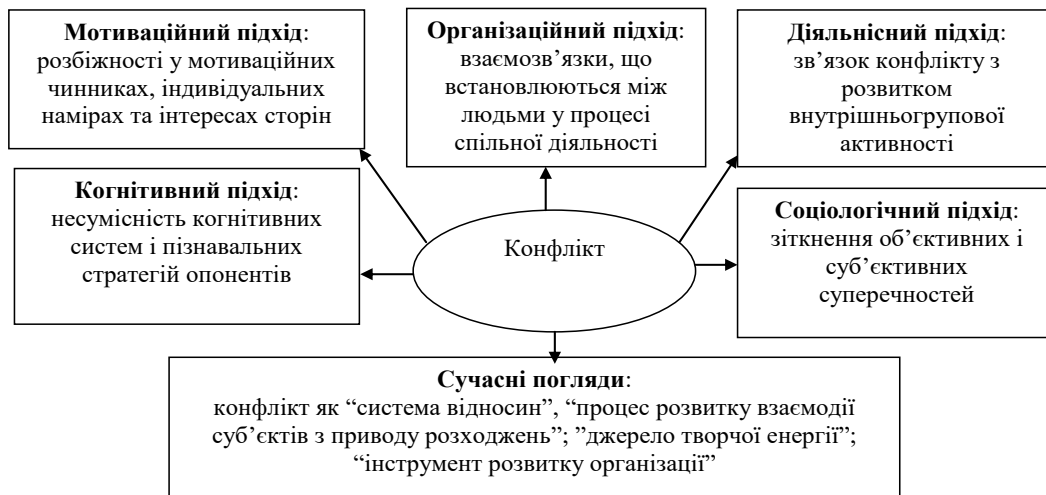 Мотиваційний підхід:
розбіжності у мотиваційних
чинниках, індивідуальних
намірах та інтересах сторін
Організаційний підхід:
взаємозв’язки, що
встановлюються між
людьми у процесі
спільної діяльності
Діяльнісний підхід:
зв’язок конфлікту з
розвитком
внутрішньогрупової
активності
Когнітивний підхід:
несумісність когнітивних
систем і пізнавальних
стратегій опонентів
Конфлікт
Соціологічний підхід:
зіткнення об’єктивних і
суб’єктивних
суперечностей
Сучасні погляди:
конфлікт як “система відносин”, “процес розвитку взаємодії
суб’єктів з приводу розходжень”; ”джерело творчої енергії”;
“інструмент розвитку організації”